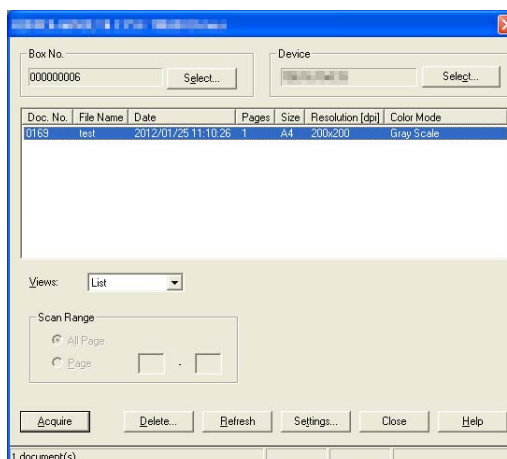 Box No.
Device
000000006
Select...
Select...
Doc. No. File Name Date Pages Size Resolution [dpi] Color Mode
0169 test 2012/01/25 11:10:26 1 A4 200x200 Gray Scale
Views: List
Scan Range
All Page
Page -
Acquire Delete... Refresh Settings... Close Help
1 document(s)